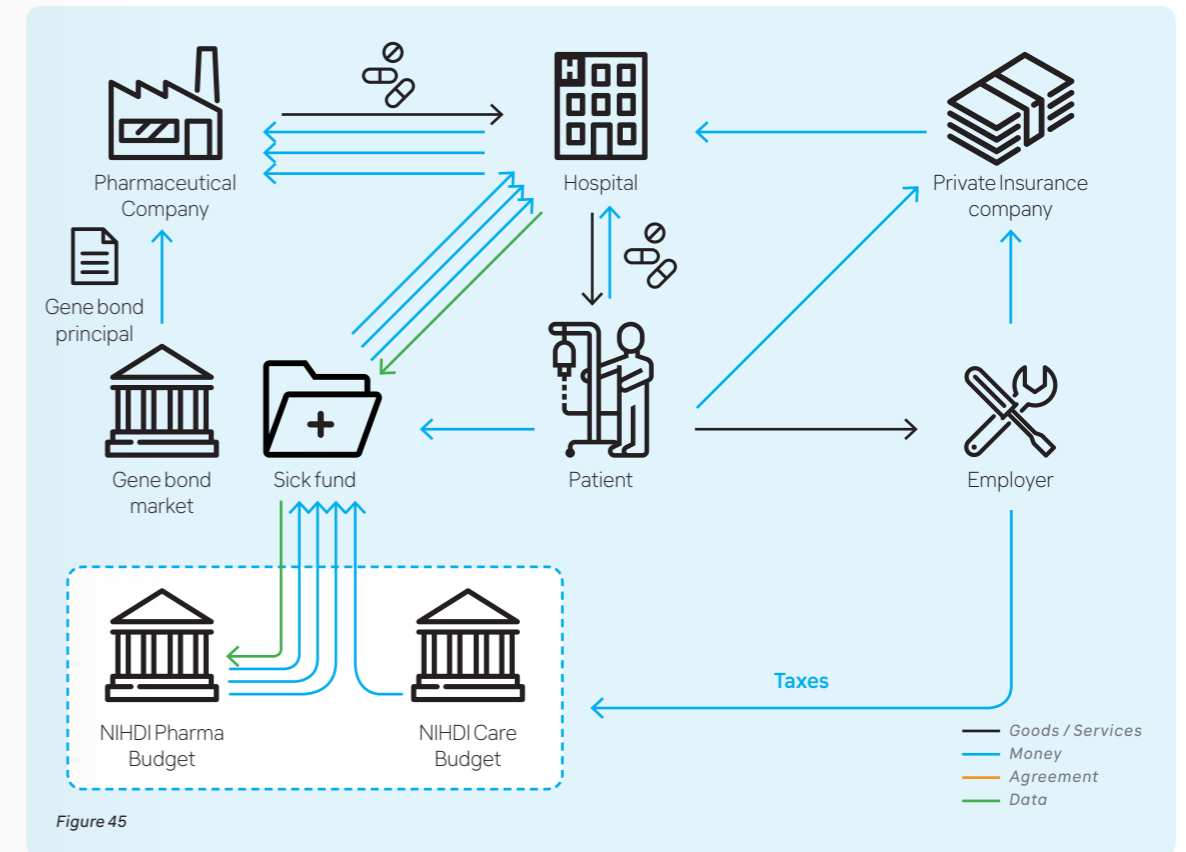 H
Pharmaceutical
Company
Hospital
Private Insurance
company
Gene bond
principal
Gene bond
market
Sick fund
Patient
Employer
Taxes
NIHDI Pharma
Budget
NIHDI Care
Budget
Goods / Services
Money
Agreement
Data
Figure 45